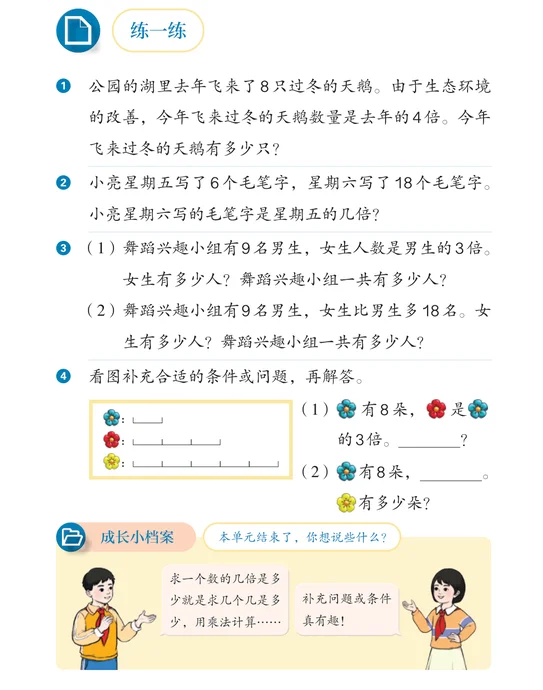 练一练
1 公园的湖里去年飞来了8只过冬的天鹅。由于生态环境
的改善，今年飞来过冬的天鹅数量是去年的4倍。今年
飞来过冬的天鹅有多少只？
2 小亮星期五写了6个毛笔字，星期六写了18个毛笔字。
小亮星期六写的毛笔字是星期五的几倍？
3 （1）舞蹈兴趣小组有9名男生，女生人数是男生的3倍。
女生有多少人？舞蹈兴趣小组一共有多少人？
（2）舞蹈兴趣小组有9名男生，女生比男生多18名。女
生有多少人？舞蹈兴趣小组一共有多少人？
4 看图补充合适的条件或问题，再解答。
（1）有8朵，是
的3倍。________？
（2）有8朵，________。
有多少朵？
成长小档案
本单元结束了，你想说些什么？
求一个数的几倍是多
少就是求几个几是多
少，用乘法计算……
补充问题或条件
真有趣！